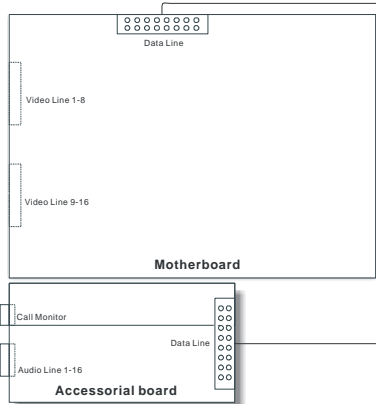 Data Line
Video Line 1-8
Video Line 9-16
Motherboard
Call Monitor
Data Line
Audio Line 1-16
Accessorial board